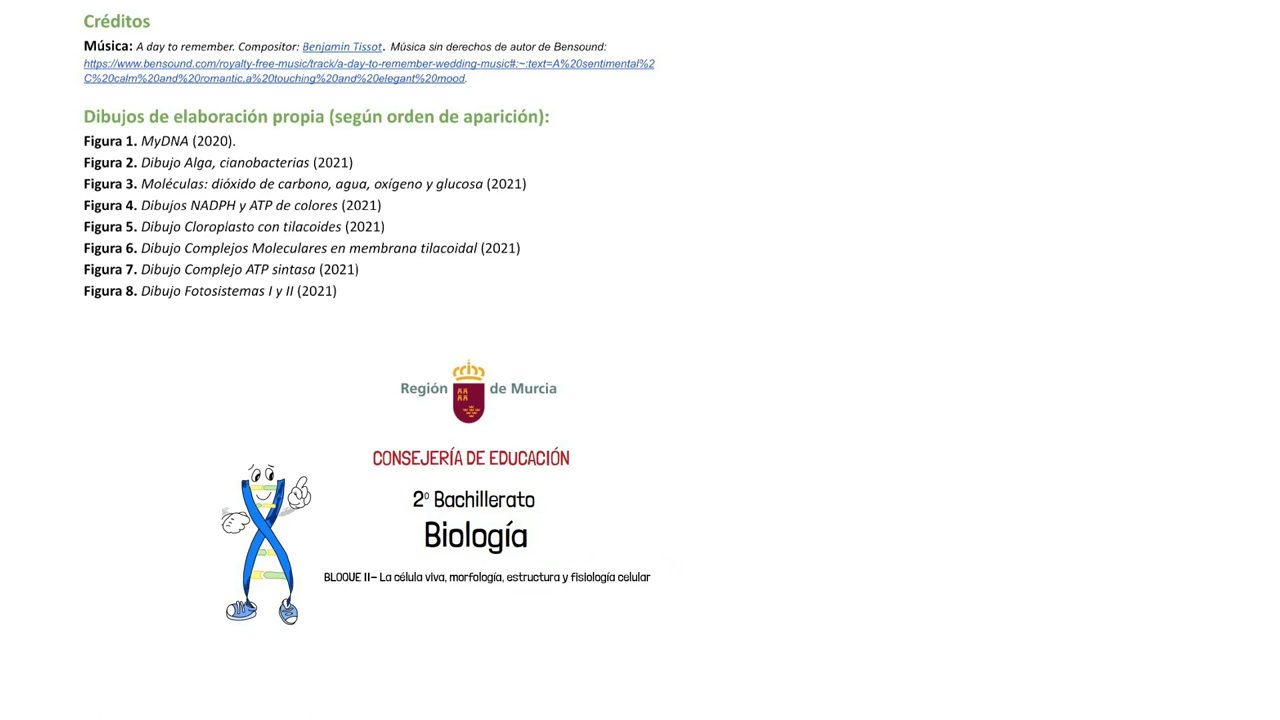 Créditos
Música: A day to remember. Compositor: Benjamin Tissot. Música sin derechos de autor de Bensound:
https://www.bensound.com/royalty-free-music/track/a-day-to-remember-wedding-music#:~:text=A%20sentimental%2
C%20calm%20and%20romantic,a%20touching%20and%20elegant%20mood.
Dibujos de elaboración propia (según orden de aparición):
Figura 1. MyDNA (2020).
Figura 2. Dibujo Alga, cianobacterias (2021)
Figura 3. Moléculas: dióxido de carbono, agua, oxígeno y glucosa (2021)
Figura 4. Dibujos NADPH y ATP de colores (2021)
Figura 5. Dibujo Cloroplasto con tilacoides (2021)
Figura 6. Dibujo Complejos Moleculares en membrana tilacoidal (2021)
Figura 7. Dibujo Complejo ATP sintasa (2021)
Figura 8. Dibujo Fotosistemas I y II (2021)
Región de Murcia
CONSEJERÍA DE EDUCACIÓN
2º Bachillerato
Biología
BLOQUE II– La célula viva, morfología, estructura y fisiología celular